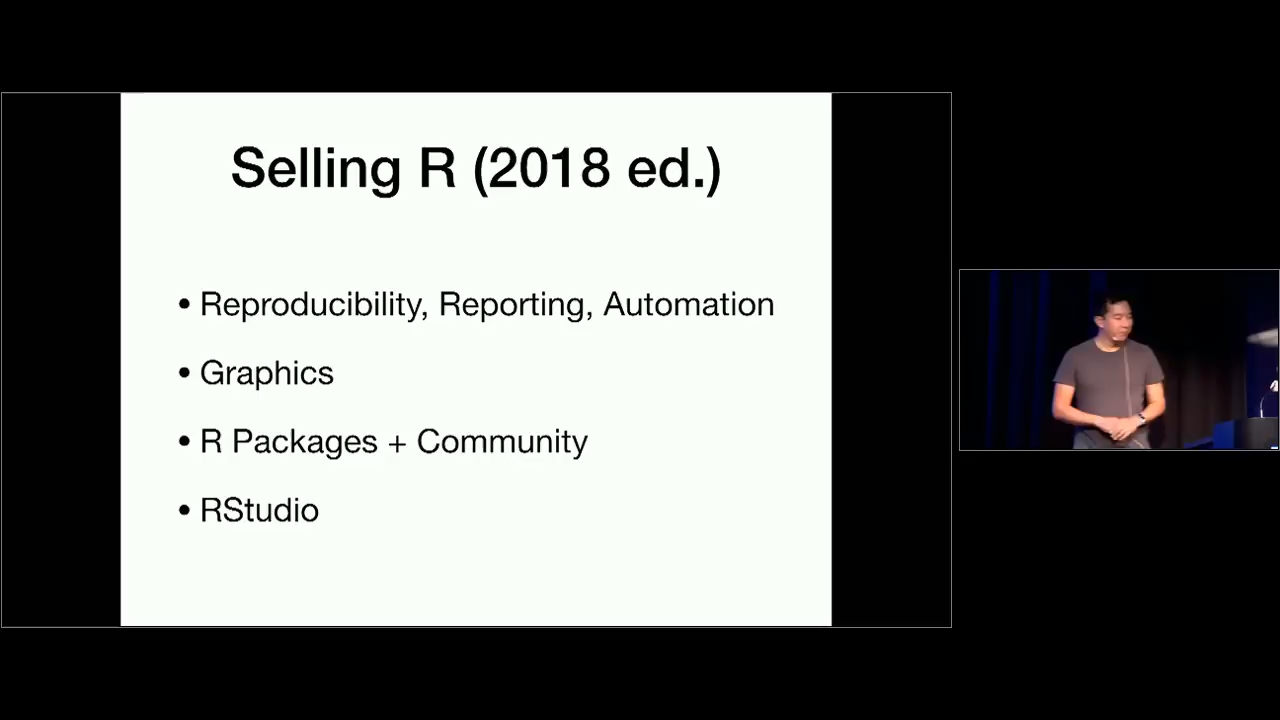 Selling R (2018 ed.)
• Reproducibility, Reporting, Automation
• Graphics
• R Packages + Community
• RStudio